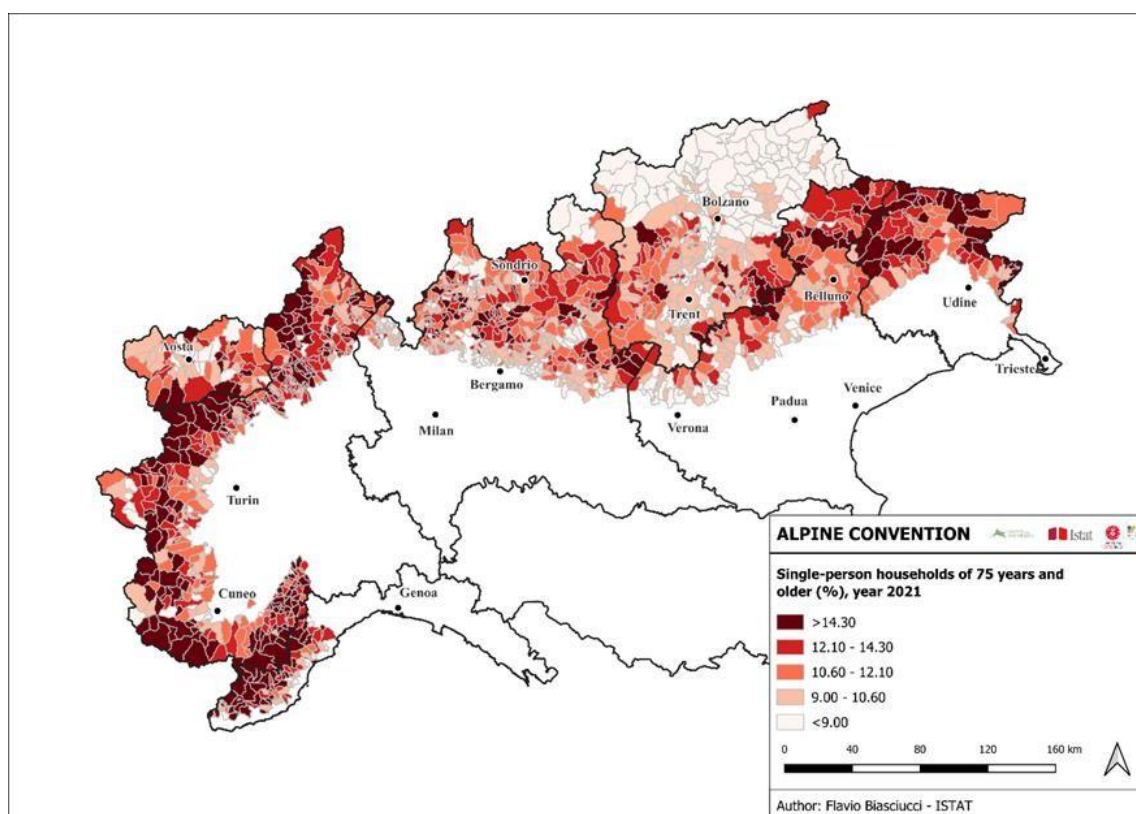 Bolzano
Sondrio
Trent
Belluno
Udine
Aosta
Bergamo
Trieste
Venice
Padua
Milan
Verona
Turin
Cuneo
Genoa
ALPINE CONVENTION
Istat
Single-person households of 75 years and
older (%), year 2021
>14.30
12.10 - 14.30
10.60 - 12.10
9.00 - 10.60
<9.00
0 40 80 120 160 km
Author: Flavio Biasciucci - ISTAT